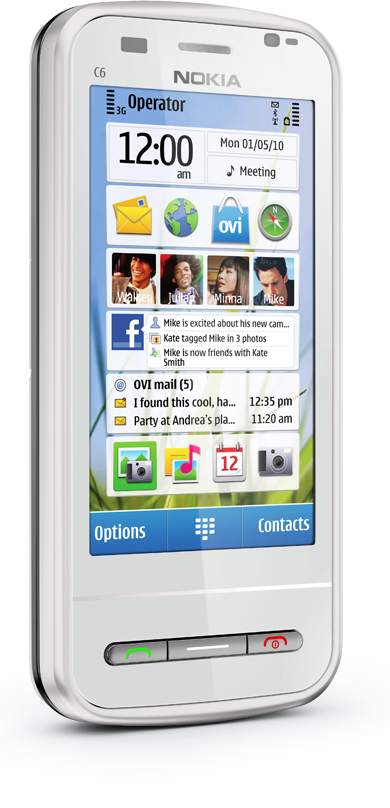 C6
NOKIA
3G Operator
12:00
am
Mon 01/05/10
Meeting
ovi
N
Walter
Julian
Minna
Mike
f
Mike is excited about his new cam...
Kate tagged Mike in 3 photos
Mike is now friends with Kate
Smith
@ OVI mail (5)
I found this cool, ha... 12:35 pm
Party at Andrea's pla... 11:20 am
12
Options
Contacts